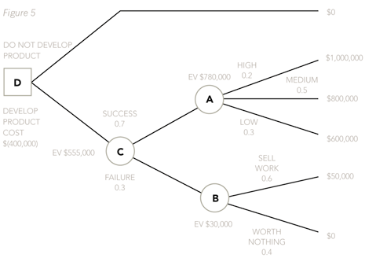 Figure 5
$0
DO NOT DEVELOP
PRODUCT
D
DEVELOP
PRODUCT
COST
$(400,000)
EV $555,000
C
SUCCESS
0.7
FAILURE
0.3
EV $780,000
A
HIGH
0.2
MEDIUM
0.5
LOW
0.3
$1,000,000
$800,000
$600,000
B
EV $30,000
SELL
WORK
0.6
WORTH
NOTHING
0.4
$50,000
$0